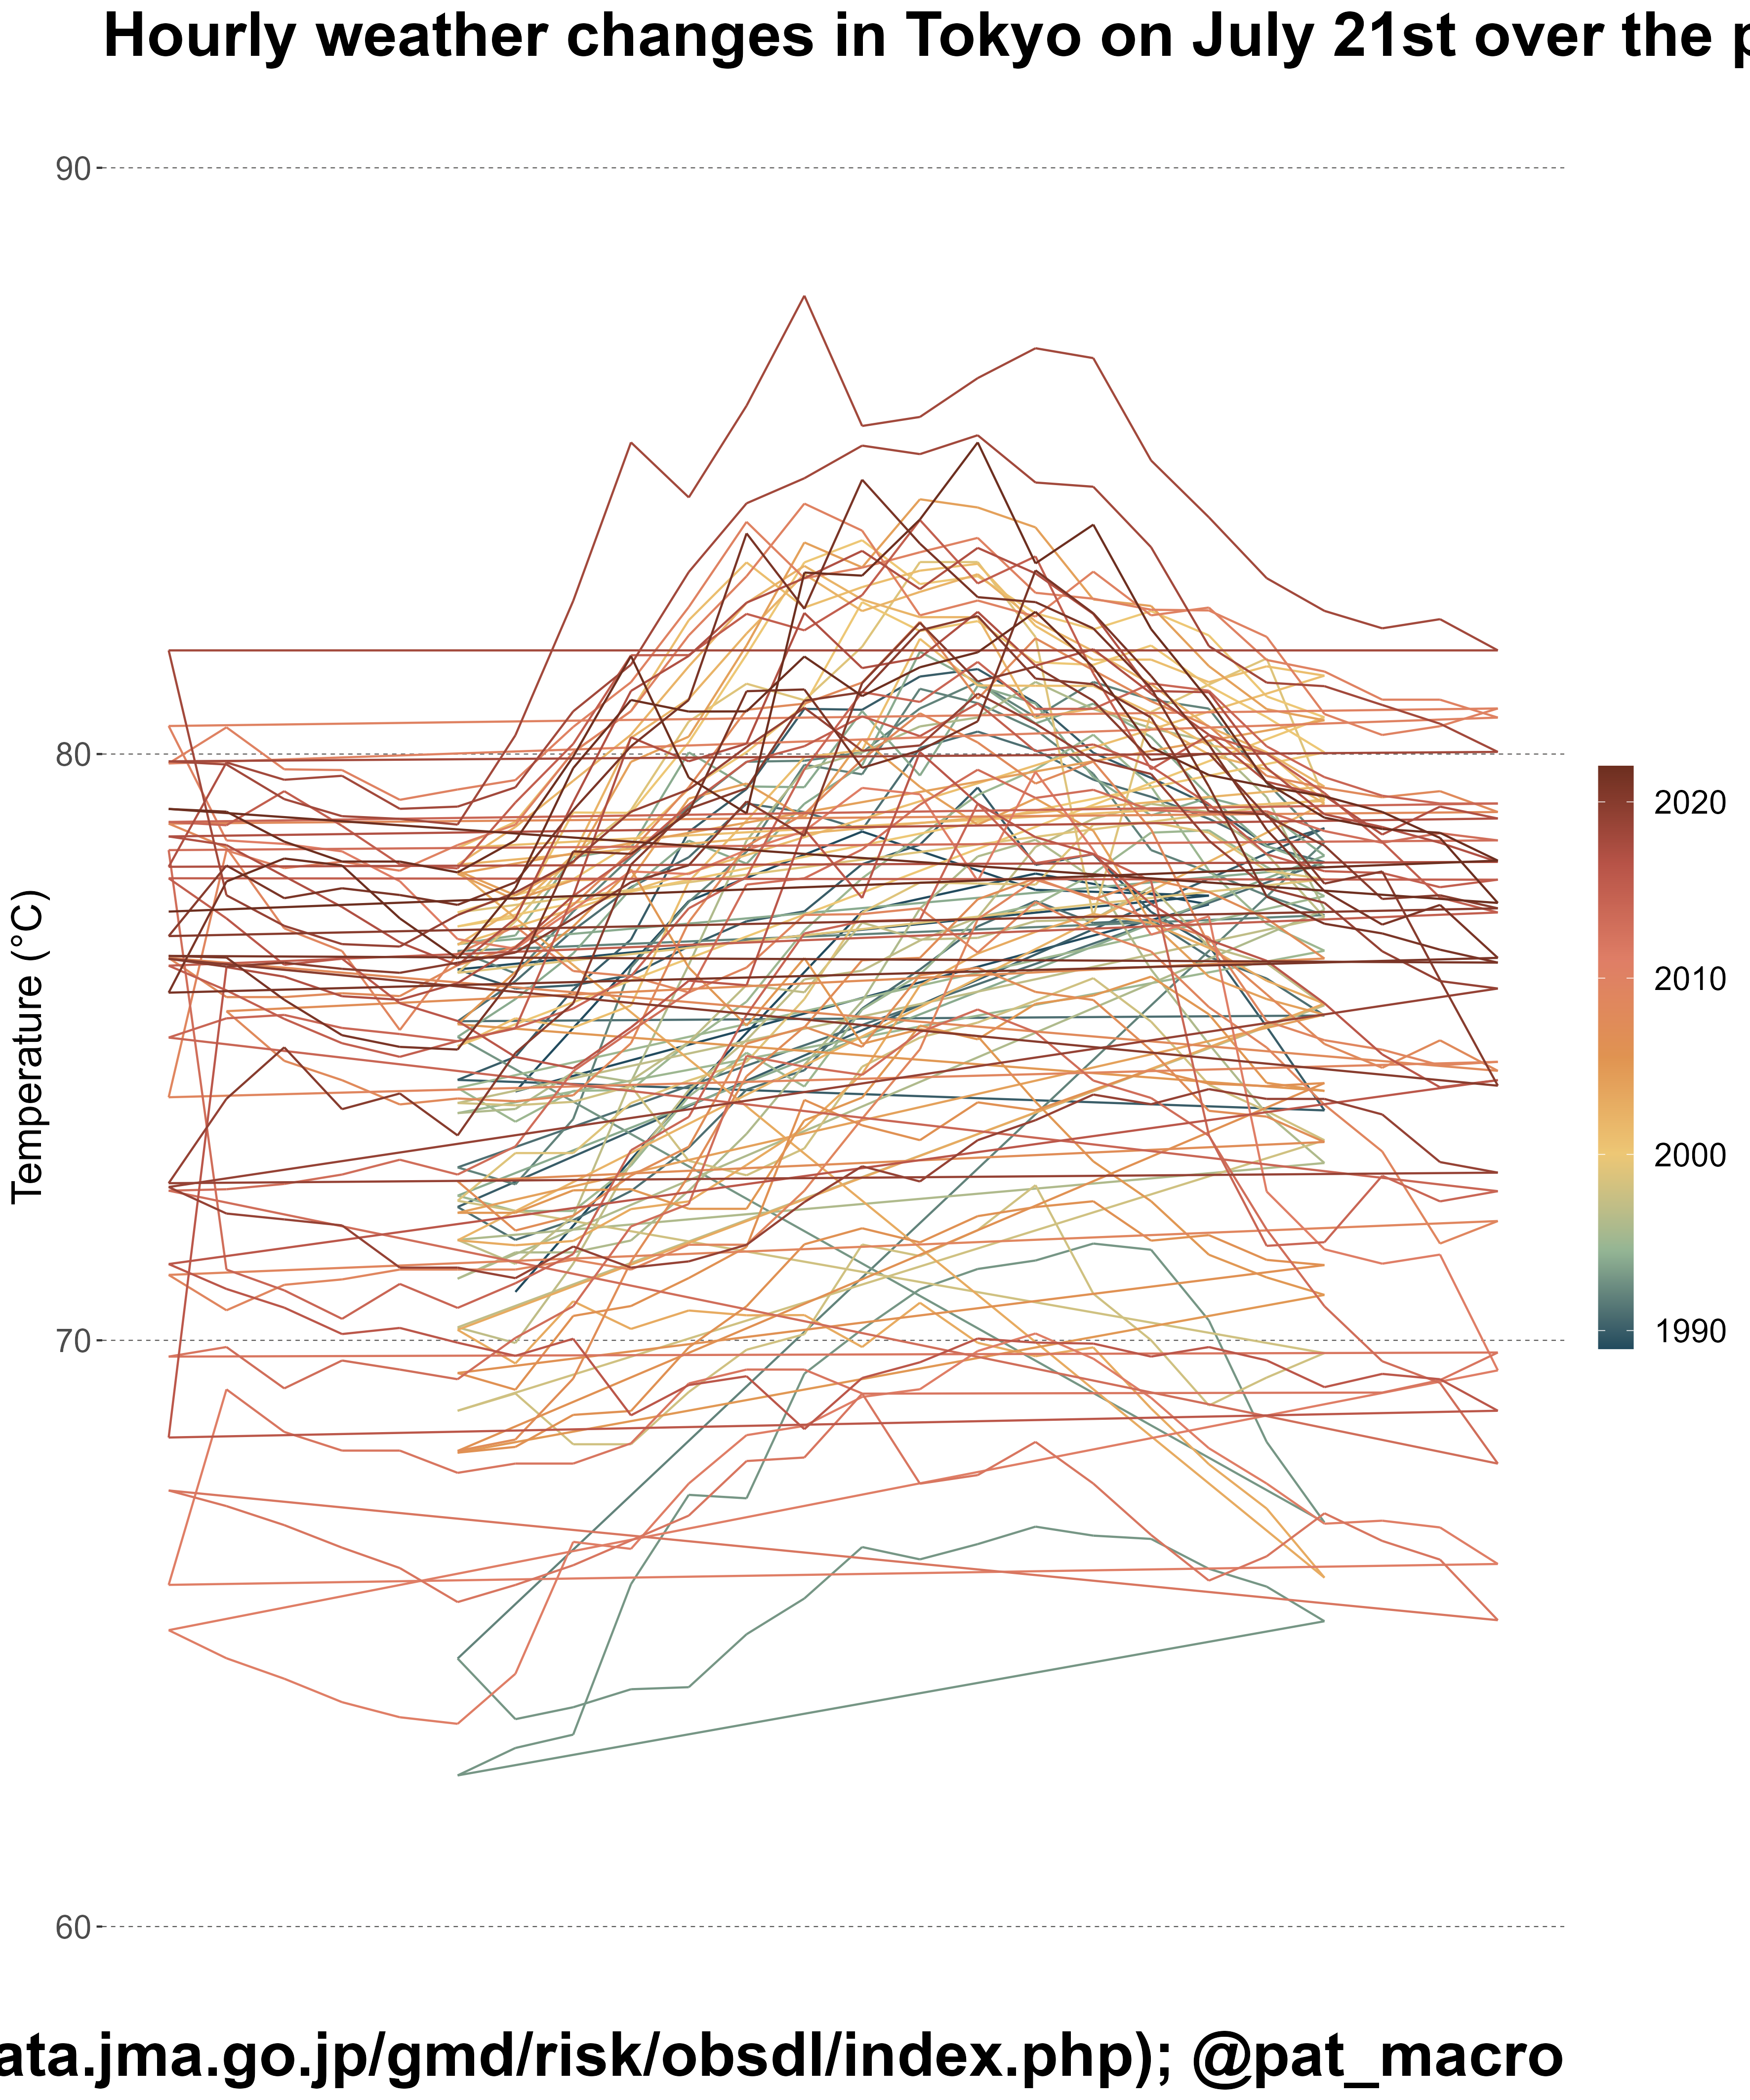 Hourly weather changes in Tokyo on July 21st over the
90
80
70
60
Temperature (°C)
2020
2010
2000
1990
ata.jma.go.jp/gmd/risk/obsdl/index.php); @pat_macro